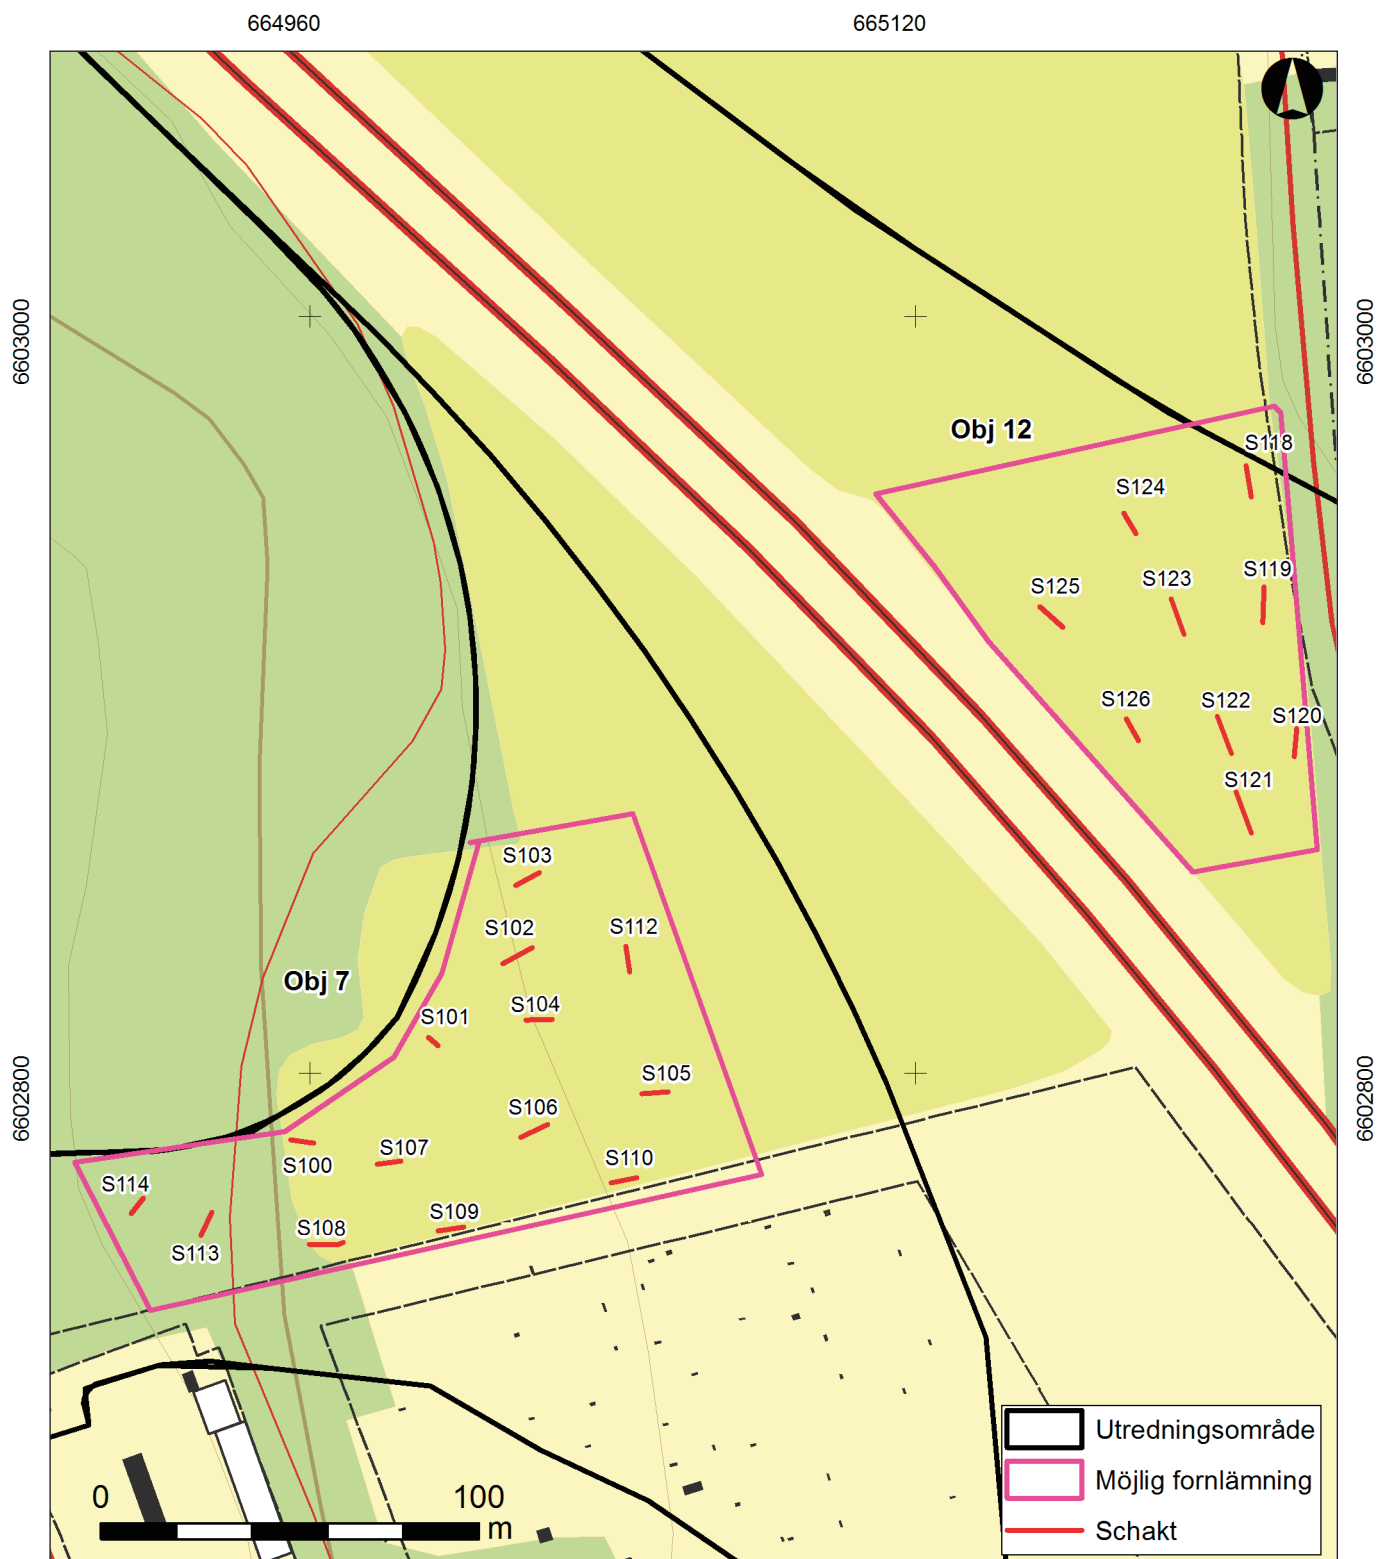 664960
665120
6603000
6603000
Obj 12
S118
S124
S119
S123
S125
S126
S122
S120
S121
S103
S102
S112
Obj 7
S104
S101
6602800
6602800
S105
S106
S107
S110
S100
S114
S109
S108
S113
Utredningsområde
Möjlig fornlämning
Schakt
0
100
m